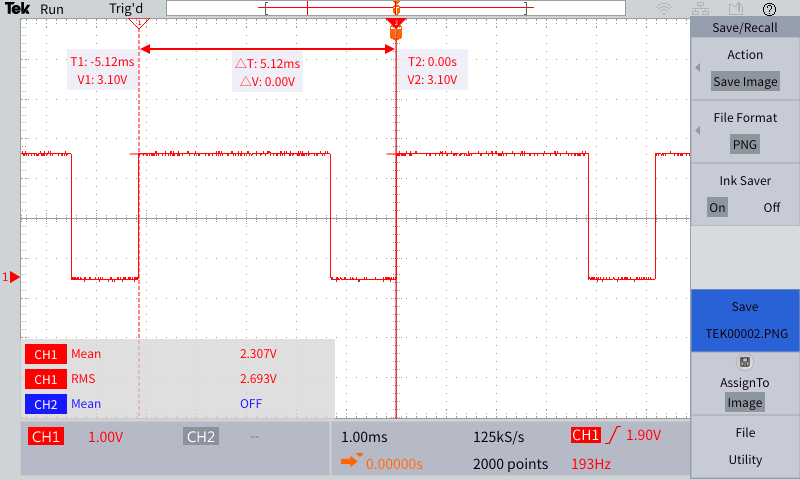 Tek Run Trig'd
T1: -5.12ms
V1: 3.10V
△T: 5.12ms
△V: 0.00V
T2: 0.00s
V2: 3.10V
1
CH1 Mean 2.307V
CH1 RMS 2.693V
CH2 Mean OFF
CH1 1.00V CH2 --
1.00ms 125kS/s CH1 1.90V
0.00000s 2000 points 193Hz
Save/Recall
Action
Save Image
File Format
PNG
Ink Saver
On Off
Save
TEK00002.PNG
AssignTo
Image
File
Utility